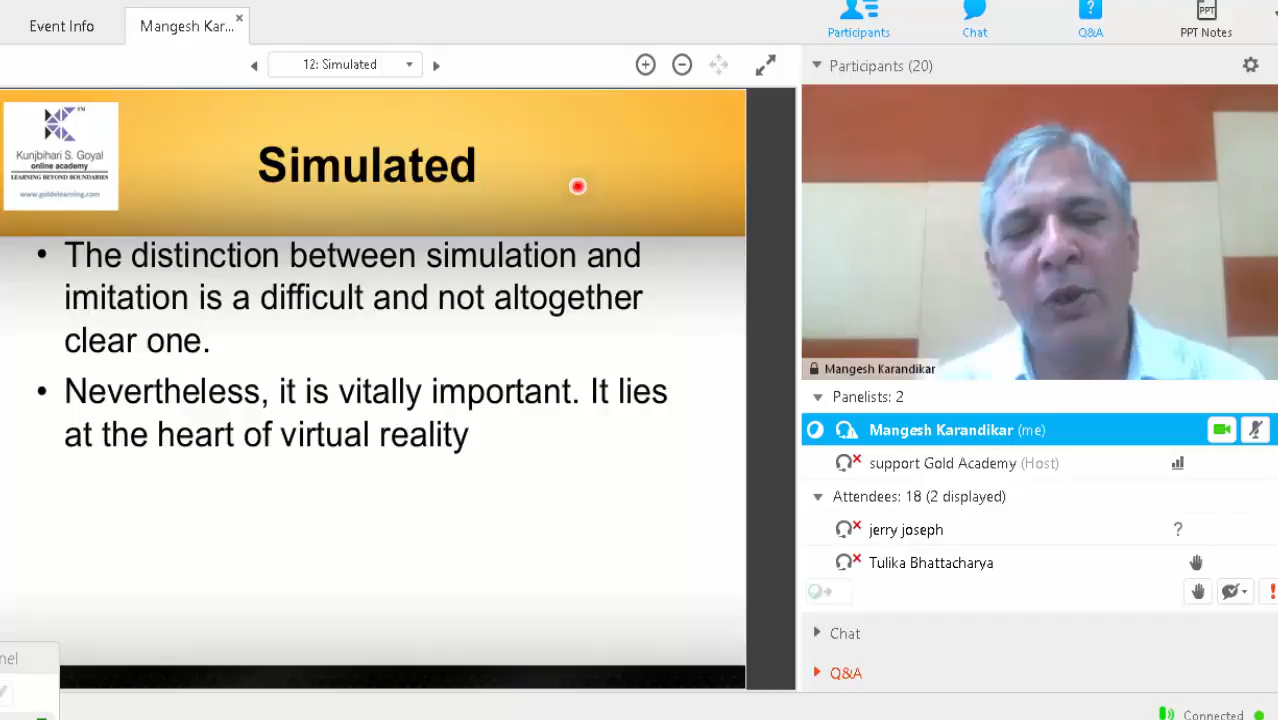 Event Info
Mangesh Kar...
Participants
Chat
Q&A
PPT
PPT Notes
12: Simulated
Participants (20)
TM
Kunjbihari S. Goyal
online academy
LEARNING BEYOND BOUNDARIES
www.goldelearning.com
Simulated
• The distinction between simulation and
imitation is a difficult and not altogether
clear one.
• Nevertheless, it is vitally important. It lies
at the heart of virtual reality
Mangesh Karandikar
Panelists: 2
Mangesh Karandikar (me)
support Gold Academy (Host)
Attendees: 18 (2 displayed)
jerry joseph
Tulika Bhattacharya
Chat
Q&A
nel
Connected